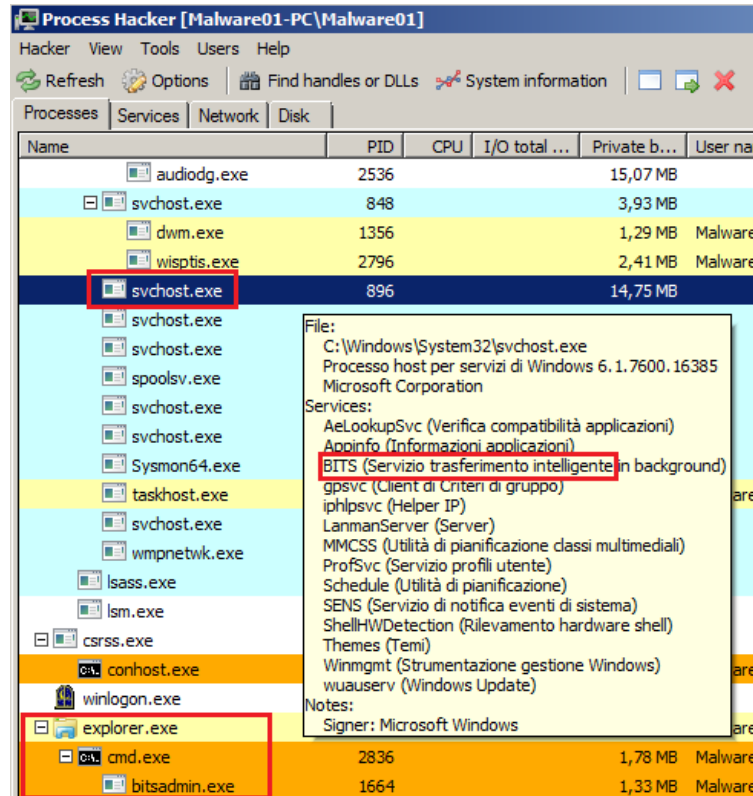 Process Hacker [Malware01-PC\Malware01]
Hacker View Tools Users Help
Refresh Options Find handles or DLLs System information
Processes Services Network Disk
Name PID CPU I/O total ... Private b... User na
audiodg.exe 2536 15,07 MB
svchost.exe 848 3,93 MB
dwm.exe 1356 1,29 MB Malware
wisptis.exe 2796 2,41 MB Malware
svchost.exe 896 14,75 MB
svchost.exe
svchost.exe
spoolsv.exe
svchost.exe
svchost.exe
Sysmon64.exe
taskhost.exe are
svchost.exe
wmpnetwk.exe
lsass.exe
lsm.exe
csrss.exe
conhost.exe are
winlogon.exe
explorer.exe are
cmd.exe 2836 1,78 MB Malware
bitsadmin.exe 1664 1,33 MB Malware
File:
C:\Windows\System32\svchost.exe
Processo host per servizi di Windows 6.1.7600.16385
Microsoft Corporation
Services:
AeLookupSvc (Verifica compatibilità applicazioni)
Appinfo (Informazioni applicazioni)
BITS (Servizio trasferimento intelligente in background)
gpsvc (Client di Criteri di gruppo)
iphlpsvc (Helper IP)
LanmanServer (Server)
MMCSS (Utilità di pianificazione classi multimediali)
ProfSvc (Servizio profili utente)
Schedule (Utilità di pianificazione)
SENS (Servizio di notifica eventi di sistema)
ShellHWDetection (Rilevamento hardware shell)
Themes (Temi)
Winmgmt (Strumentazione gestione Windows)
wuauserv (Windows Update)
Notes:
Signer: Microsoft Windows